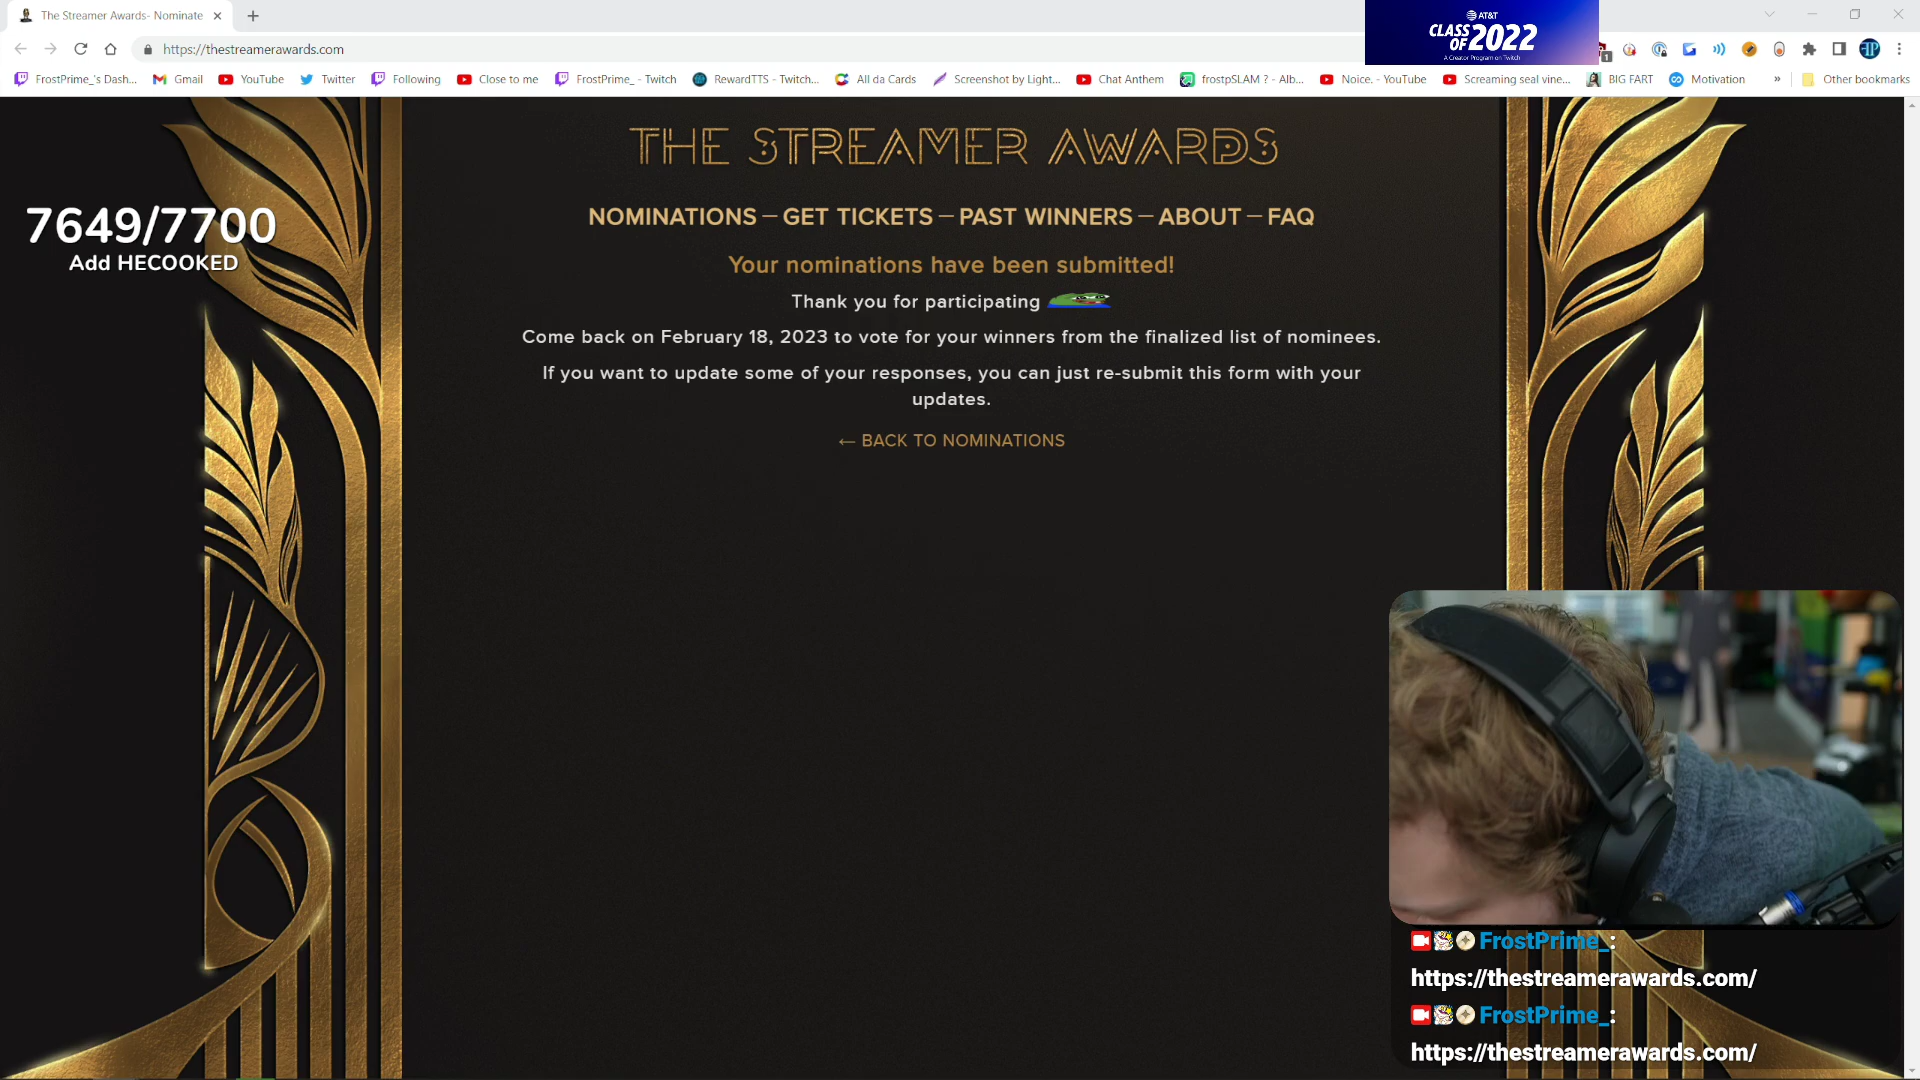 The Streamer Awards- Nominate
AT&T
CLASS OF 2022
A Creator Program on Twitch
https://thestreamerawards.com
1
FrostPrime_'s Dash...
Gmail
YouTube
Twitter
Following
Close to me
FrostPrime_ - Twitch
RewardTTS - Twitch...
All da Cards
Screenshot by Light...
Chat Anthem
frostpSLAM ? - Alb...
Noice. - YouTube
Screaming seal vine...
BIG FART
Motivation
»
Other bookmarks
THE STREAMER AWARDS
NOMINATIONS — GET TICKETS — PAST WINNERS — ABOUT — FAQ
7649/7700
Add HECOOKED
Your nominations have been submitted!
Thank you for participating
Come back on February 18, 2023 to vote for your winners from the finalized list of nominees.
If you want to update some of your responses, you can just re-submit this form with your
updates.
← BACK TO NOMINATIONS
FrostPrime_:
https://thestreamerawards.com/
FrostPrime_:
https://thestreamerawards.com/